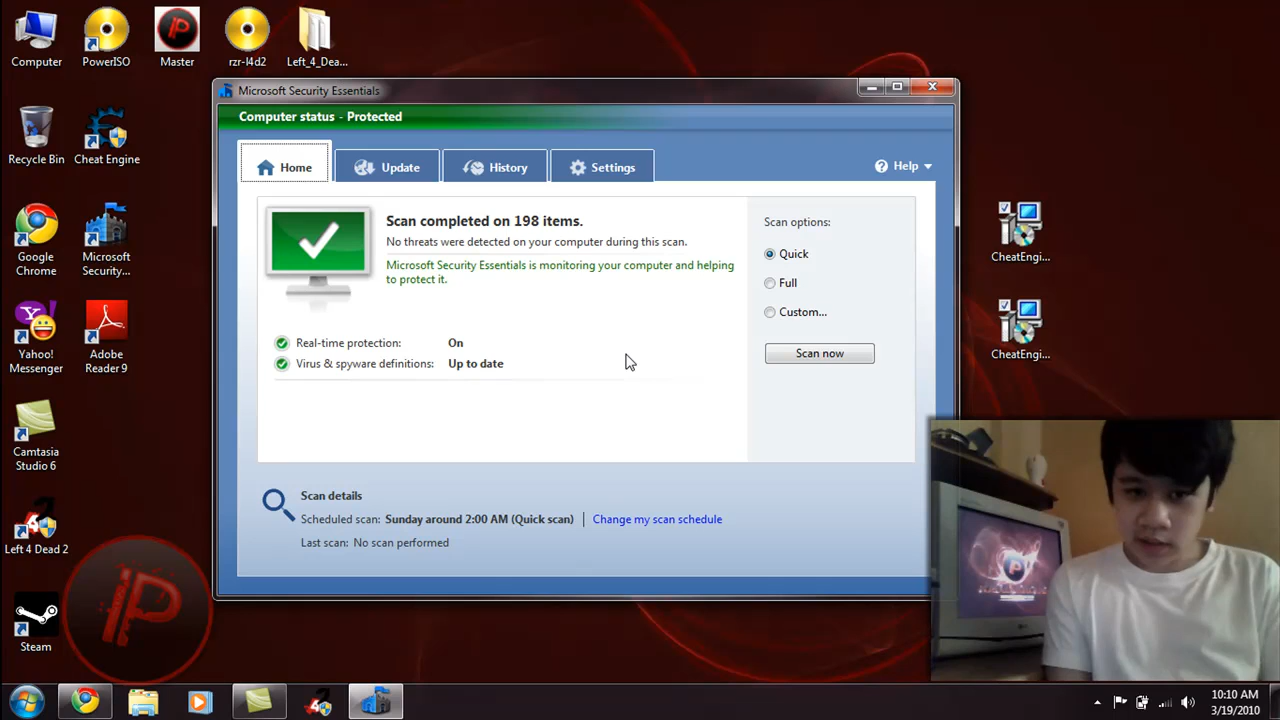 Computer
PowerISO
Master
rzr-l4d2
Left_4_Dea...
Recycle Bin
Cheat Engine
Google
Chrome
Microsoft
Security...
Yahoo!
Messenger
Adobe
Reader 9
Camtasia
Studio 6
Left 4 Dead 2
Steam
Microsoft Security Essentials
Computer status - Protected
Home
Update
History
Settings
Help
Scan completed on 198 items.
No threats were detected on your computer during this scan.
Microsoft Security Essentials is monitoring your computer and helping
to protect it.
Real-time protection: On
Virus & spyware definitions: Up to date
Scan options:
Quick
Full
Custom...
Scan now
Scan details
Scheduled scan: Sunday around 2:00 AM (Quick scan) | Change my scan schedule
Last scan: No scan performed
CheatEngi...
CheatEngi...
10:10 AM
3/19/2010